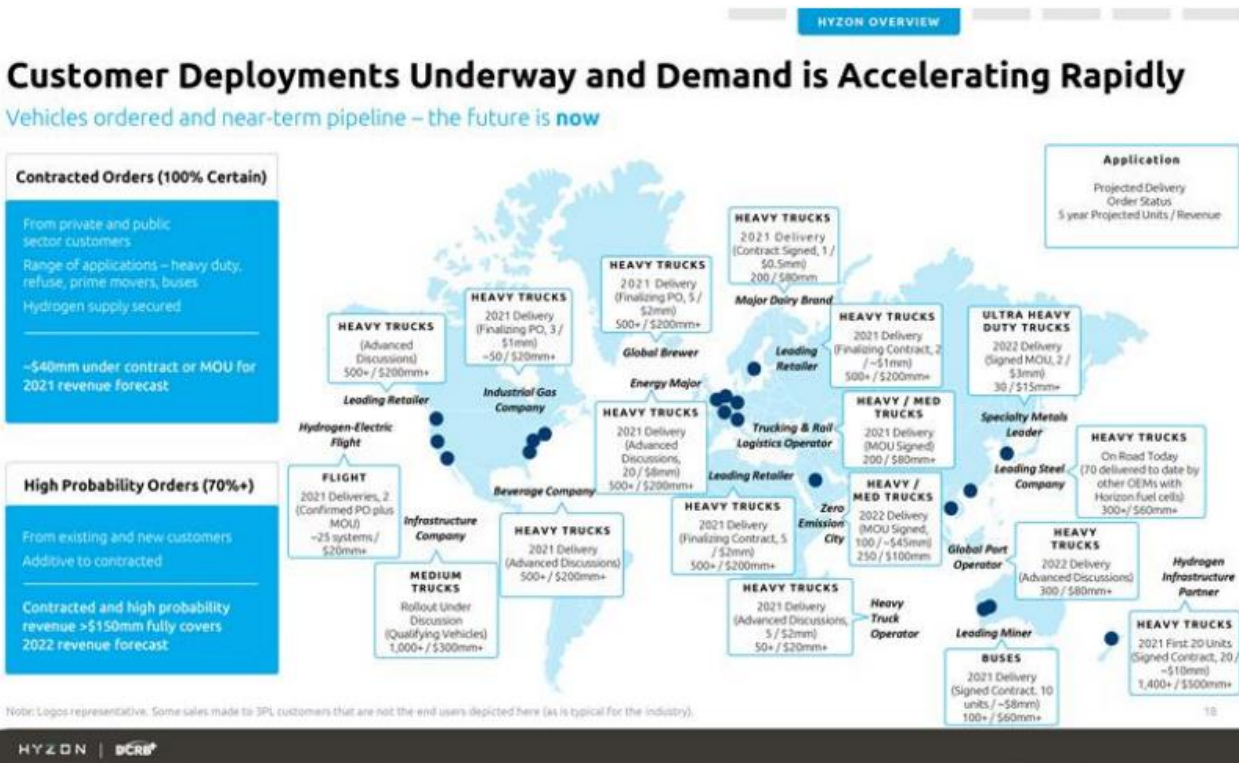 HYZON OVERVIEW
Customer Deployments Underway and Demand is Accelerating Rapidly
Vehicles ordered and near-term pipeline – the future is now
Contracted Orders (100% Certain)
From private and public
sector customers
Range of applications – heavy duty,
refuse, prime movers, buses
Hydrogen supply secured
~$40mm under contract or MOU for
2021 revenue forecast
High Probability Orders (70%+)
From existing and new customers
Additive to contracted
Contracted and high probability
revenue >$150mm fully covers
2022 revenue forecast
Application
Projected Delivery
Order Status
5 year Projected Units / Revenue
HEAVY TRUCKS
(Advanced
Discussions)
500+ / $200mm+
Leading Retailer
HEAVY TRUCKS
2021 Delivery
(Finalizing PO, 3 /
$1mm)
~50 / $20mm+
Industrial Gas
Company
HEAVY TRUCKS
2021 Delivery
(Finalizing PO, 5 /
$2mm)
500+ / $200mm+
Global Brewer
HEAVY TRUCKS
2021 Delivery
(Contract Signed, 1 /
$0.5mm)
200 / $80mm
Major Dairy Brand
HEAVY TRUCKS
2021 Delivery
(Finalizing Contract, 2
/ ~$1mm)
500+ / $200mm+
Leading
Retailer
ULTRA HEAVY
DUTY TRUCKS
2022 Delivery
(Signed MOU, 2 /
$3mm)
30 / $15mm+
Specialty Metals
Leader
Hydrogen-Electric
Flight
FLIGHT
2021 Deliveries, 2
(Confirmed PO plus
MOU)
~25 systems /
$20mm+
Energy Major
HEAVY TRUCKS
2021 Delivery
(Advanced
Discussions,
20 / $8mm)
500+ / $200mm+
Trucking & Rail
Logistics Operator
HEAVY / MED
TRUCKS
2021 Delivery
(MOU Signed)
200 / $80mm+
Leading Steel
Company
HEAVY TRUCKS
On Road Today
(70 delivered to date by
other OEMs with
Horizon fuel cells)
300+/ $60mm+
Infrastructure
Company
MEDIUM
TRUCKS
Rollout Under
Discussion
(Qualifying Vehicles)
1,000+ / $300mm+
Beverage Company
HEAVY TRUCKS
2021 Delivery
(Advanced Discussions)
500+ / $200mm+
Leading Retailer
HEAVY TRUCKS
2021 Delivery
(Finalizing Contract, 5
/ $2mm)
500+ / $200mm+
Zero
Emission
City
HEAVY /
MED TRUCKS
2022 Delivery
(MOU Signed,
100 / ~$45mm)
250 / $100mm
Global Port
Operator
HEAVY
TRUCKS
2022 Delivery
(Advanced Discussions)
300 / $80mm+
HEAVY TRUCKS
2021 Delivery
(Advanced Discussions,
5 / $2mm)
50+ / $20mm+
Heavy
Truck
Operator
Leading Miner
BUSES
2021 Delivery
(Signed Contract, 10
units / ~$8mm)
100+ / $60mm+
Hydrogen
Infrastructure
Partner
HEAVY TRUCKS
2021 First 20 Units
(Signed Contract, 20 /
~$10mm)
1,400+ / $500mm+
Note: Logos representative. Some sales made to 3PL customers that are not the end users depicted here (as is typical for the industry).
18
HYZON | DCRB